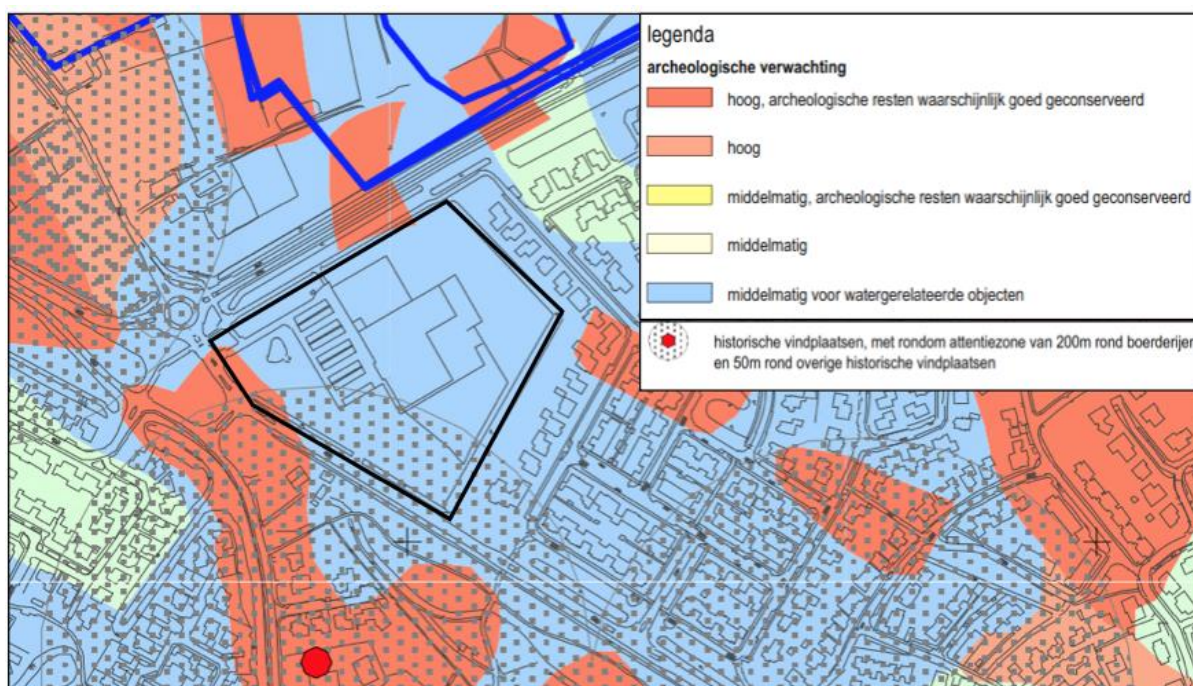 legenda
archeologische verwachting
hoog, archeologische resten waarschijnlijk goed geconserveerd
hoog
middelmatig, archeologische resten waarschijnlijk goed geconserveerd
middelmatig
middelmatig voor watergerelateerde objecten
historische vindplaatsen, met rondom attentiezone van 200m rond boerderijen
en 50m rond overige historische vindplaatsen